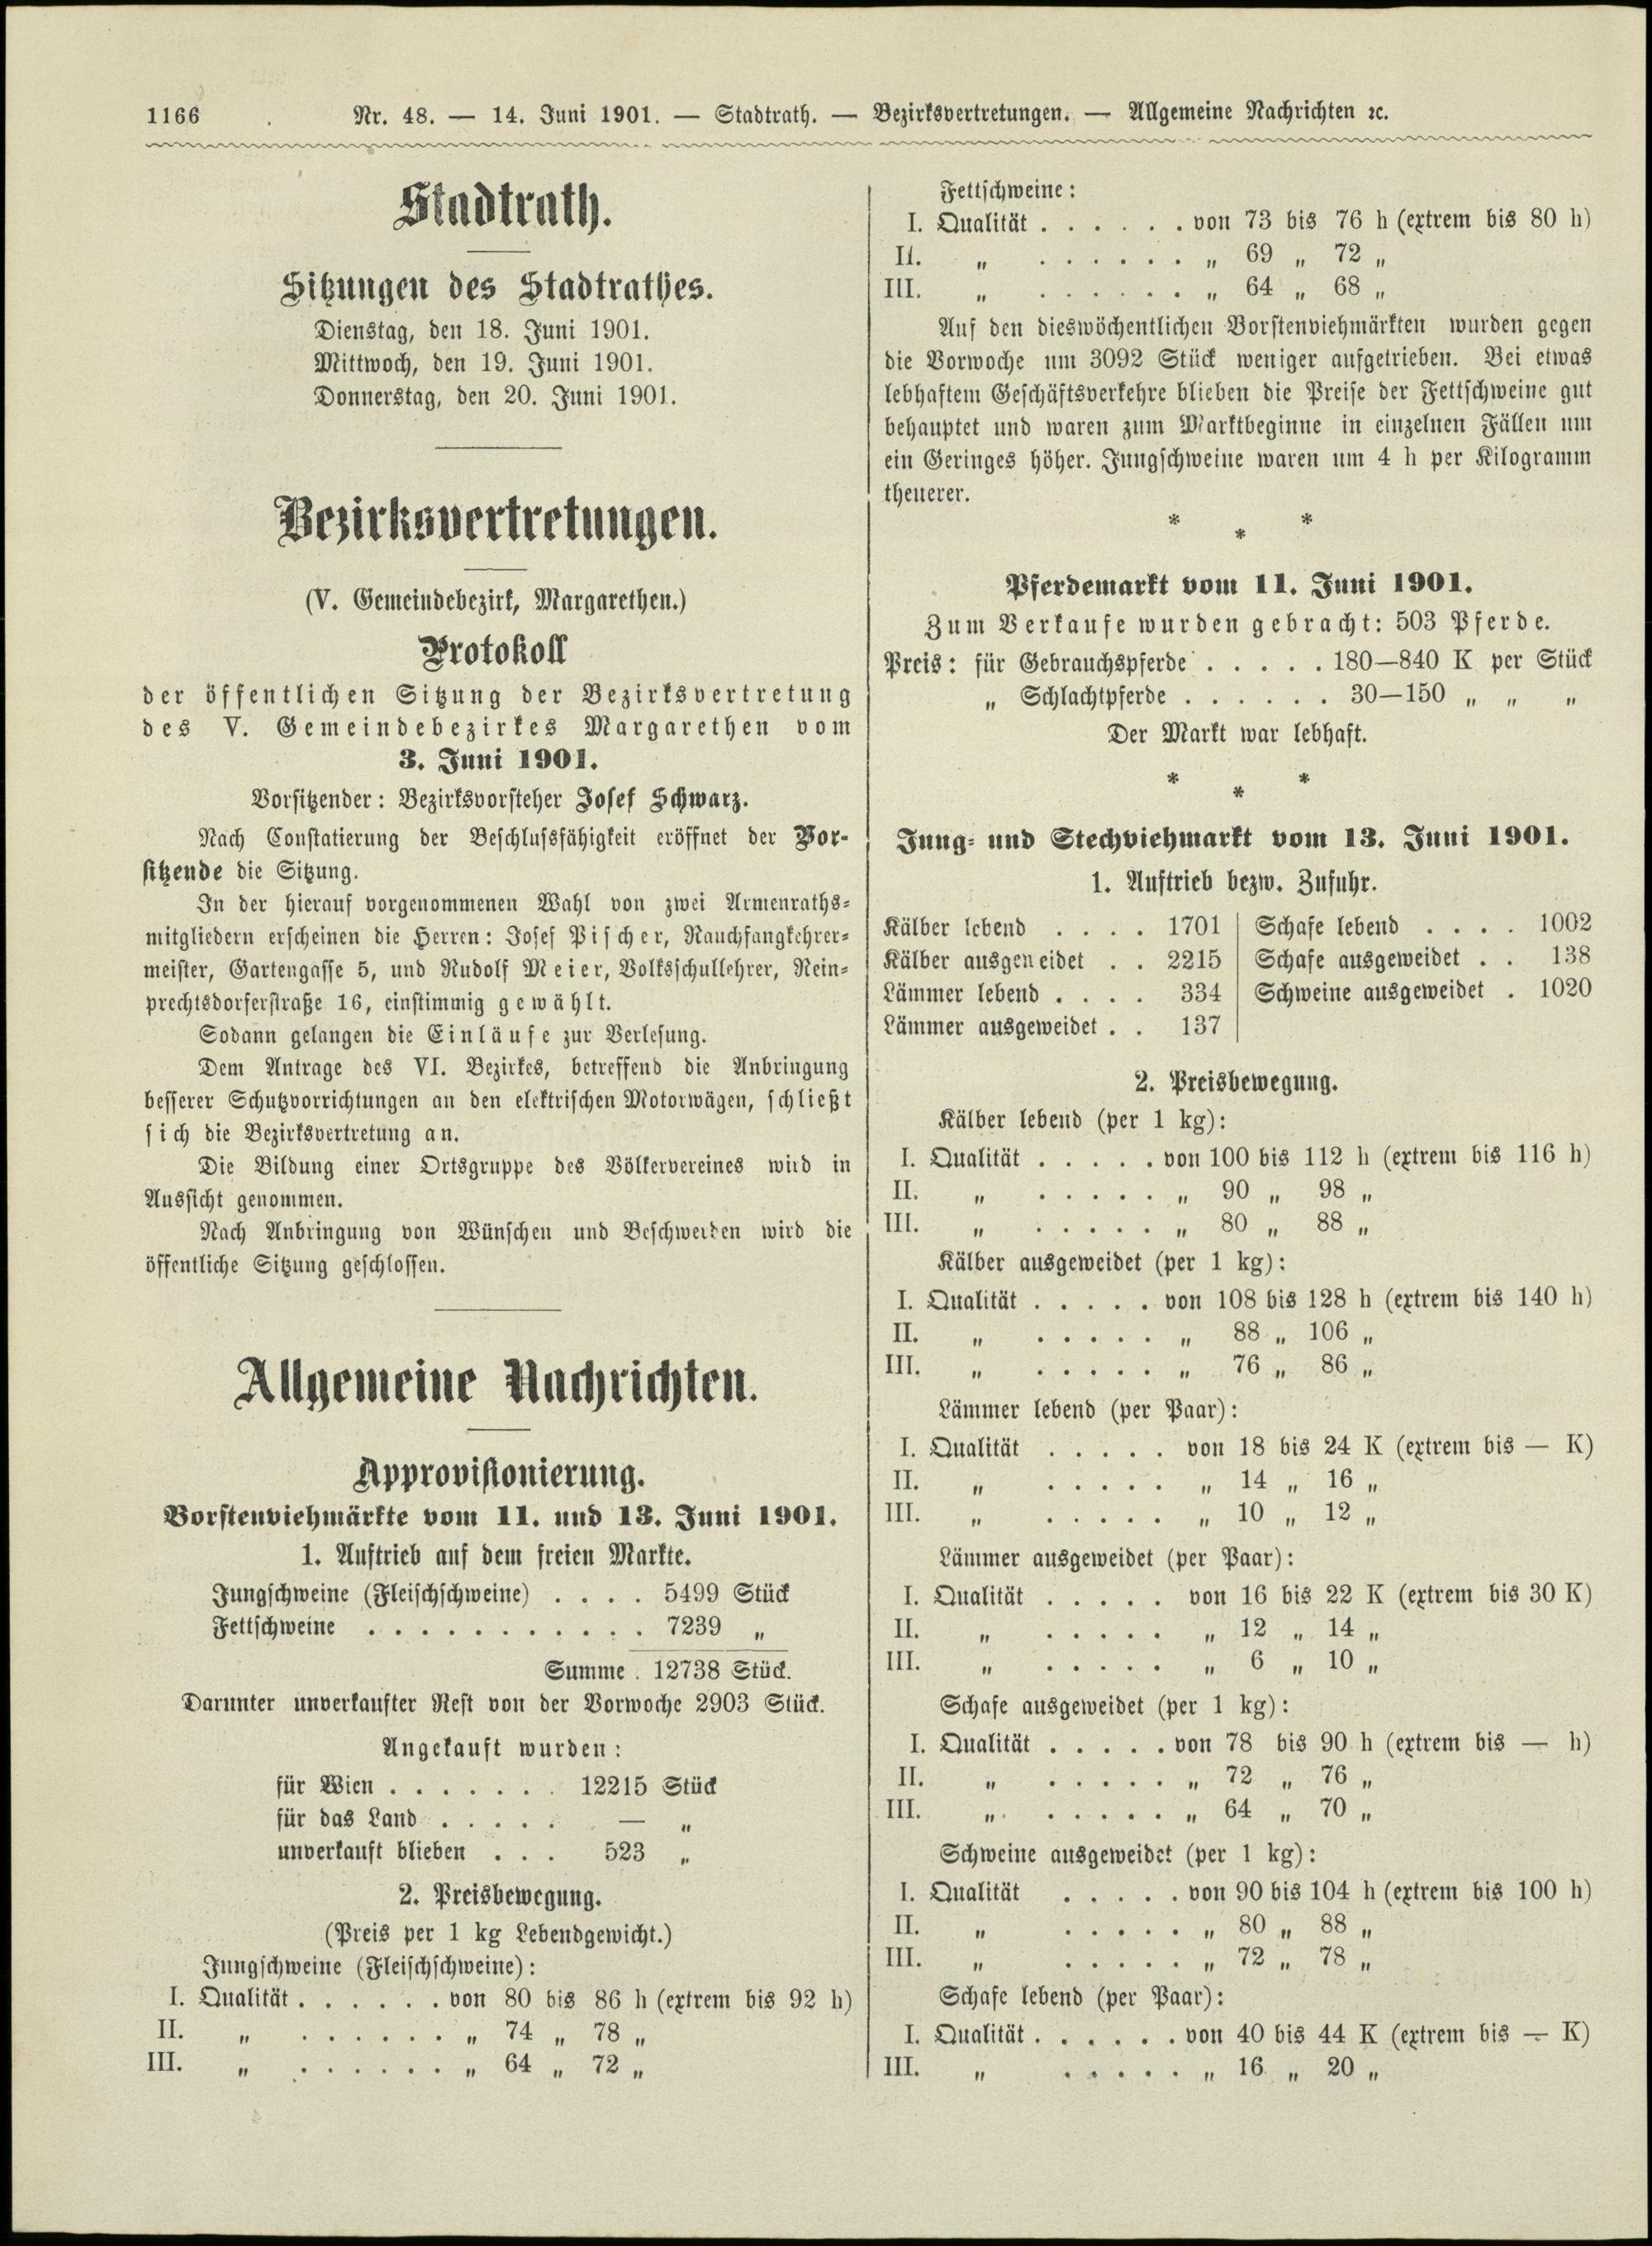 1166 Nr. 48. — 14. Juni 1901. — Stadtrath. — Bezirksvertretungen. — Allgemeine Nachrichten ꝛc.
Stadtrath.
Sitzungen des Stadtrathes.
Dienstag, den 18. Juni 1901.
Mittwoch, den 19. Juni 1901.
Donnerstag, den 20. Juni 1901.
Bezirksvertretungen.
(V. Gemeindebezirk, Margarethen.)
Protokoll
der öffentlichen Sitzung der Bezirksvertretung
des V. Gemeindebezirkes Margarethen vom
3. Juni 1901.
Vorsitzender: Bezirksvorsteher Josef Schwarz.
Nach Constatierung der Beschlussfähigkeit eröffnet der Vor-
sitzende die Sitzung.
In der hierauf vorgenommenen Wahl von zwei Armenraths-
mitgliedern erscheinen die Herren: Josef Pischer, Rauchfangkehrer-
meister, Gartengasse 5, und Rudolf Meier, Volksschullehrer, Rein-
prechtsdorferstraße 16, einstimmig gewählt.
Sodann gelangen die Einläufe zur Verlesung.
Dem Antrage des VI. Bezirkes, betreffend die Anbringung
besserer Schutzvorrichtungen an den elektrischen Motorwägen, schließt
sich die Bezirksvertretung an.
Die Bildung einer Ortsgruppe des Völkervereines wird in
Aussicht genommen.
Nach Anbringung von Wünschen und Beschwerden wird die
öffentliche Sitzung geschlossen.
Allgemeine Nachrichten.
Approvisionierung.
Borstenviehmärkte vom 11. und 13. Juni 1901.
1. Auftrieb auf dem freien Markte.
Jungschweine (Fleischschweine) . . . . 5499 Stück
Fettschweine . . . . . . . . . . . 7239 „
Summe . 12738 Stück.
Darunter unverkaufter Rest von der Vorwoche 2903 Stück.
Angekauft wurden:
für Wien . . . . . . . 12215 Stück
für das Land . . . . . — „
unverkauft blieben . . . 523 „
2. Preisbewegung.
(Preis per 1 kg Lebendgewicht.)
Jungschweine (Fleischschweine):
I. Qualität . . . . . . von 80 bis 86 h (extrem bis 92 h)
II. „ . . . . . . „ 74 „ 78 „
III. „ . . . . . . „ 64 „ 72 „
Fettschweine:
I. Qualität . . . . . . von 73 bis 76 h (extrem bis 80 h)
II. „ . . . . . . „ 69 „ 72 „
III. „ . . . . . . „ 64 „ 68 „
Auf den dieswöchentlichen Borstenviehmärkten wurden gegen
die Vorwoche um 3092 Stück weniger aufgetrieben. Bei etwas
lebhaftem Geschäftsverkehre blieben die Preise der Fettschweine gut
behauptet und waren zum Marktbeginne in einzelnen Fällen um
ein Geringes höher. Jungschweine waren um 4 h per Kilogramm
theuerer.
* * *
Pferdemarkt vom 11. Juni 1901.
Zum Verkaufe wurden gebracht: 503 Pferde.
Preis: für Gebrauchspferde . . . . . 180—840 K per Stück
„ Schlachtpferde . . . . . . 30—150 „ „ „
Der Markt war lebhaft.
* * *
Jung- und Stechviehmarkt vom 13. Juni 1901.
1. Auftrieb bezw. Zufuhr.
Kälber lebend . . . . 1701 Schafe lebend . . . . 1002
Kälber ausgeweidet . . 2215 Schafe ausgeweidet . . 138
Lämmer lebend . . . . 334 Schweine ausgeweidet . 1020
Lämmer ausgeweidet . . 137
2. Preisbewegung.
Kälber lebend (per 1 kg):
I. Qualität . . . . . von 100 bis 112 h (extrem bis 116 h)
II. „ . . . . . „ 90 „ 98 „
III. „ . . . . . „ 80 „ 88 „
Kälber ausgeweidet (per 1 kg):
I. Qualität . . . . . von 108 bis 128 h (extrem bis 140 h)
II. „ . . . . . „ 88 „ 106 „
III. „ . . . . . „ 76 „ 86 „
Lämmer lebend (per Paar):
I. Qualität . . . . . von 18 bis 24 K (extrem bis — K)
II. „ . . . . . „ 14 „ 16 „
III. „ . . . . . „ 10 „ 12 „
Lämmer ausgeweidet (per Paar):
I. Qualität . . . . . von 16 bis 22 K (extrem bis 30 K)
II. „ . . . . . „ 12 „ 14 „
III. „ . . . . . „ 6 „ 10 „
Schafe ausgeweidet (per 1 kg):
I. Qualität . . . . . von 78 bis 90 h (extrem bis — h)
II. „ . . . . . „ 72 „ 76 „
III. „ . . . . . „ 64 „ 70 „
Schweine ausgeweidet (per 1 kg):
I. Qualität . . . . . von 90 bis 104 h (extrem bis 100 h)
II. „ . . . . . „ 80 „ 88 „
III. „ . . . . . „ 72 „ 78 „
Schafe lebend (per Paar):
I. Qualität . . . . . . von 40 bis 44 K (extrem bis — K)
III. „ . . . . . „ 16 „ 20 „